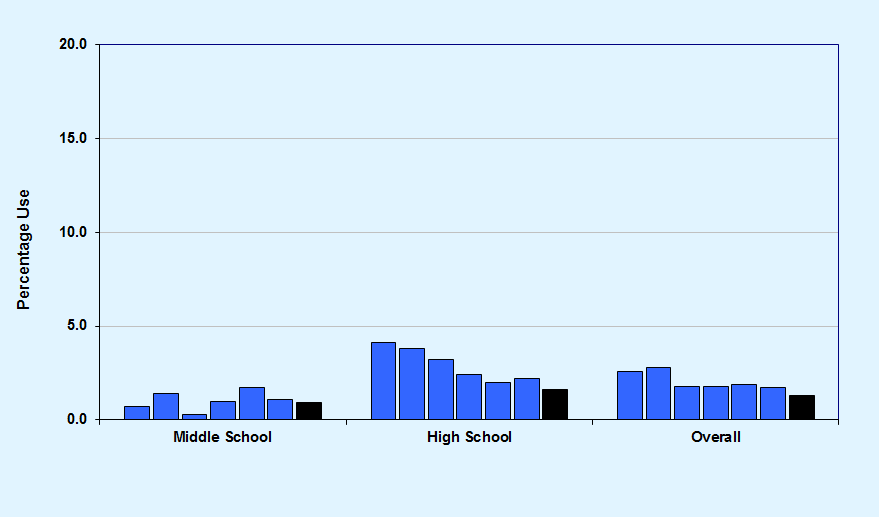 20.0
15.0
10.0
5.0
0.0
Percentage Use
Middle School
High School
Overall